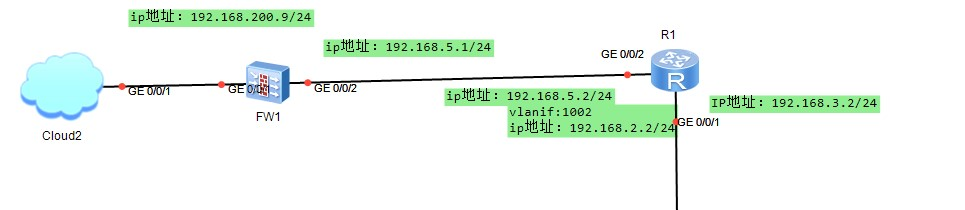 ip地址: 192.168.200.9/24
R1
ip地址: 192.168.5.1/24
GE 0/0/2
GE 0/0/1
GE 0/0/2
ip地址: 192.168.5.2/24
IP地址: 192.168.3.2/24
vlanif:1002
Cloud2
FW1
ip地址: 192.168.2.2/24
GE 0/0/1